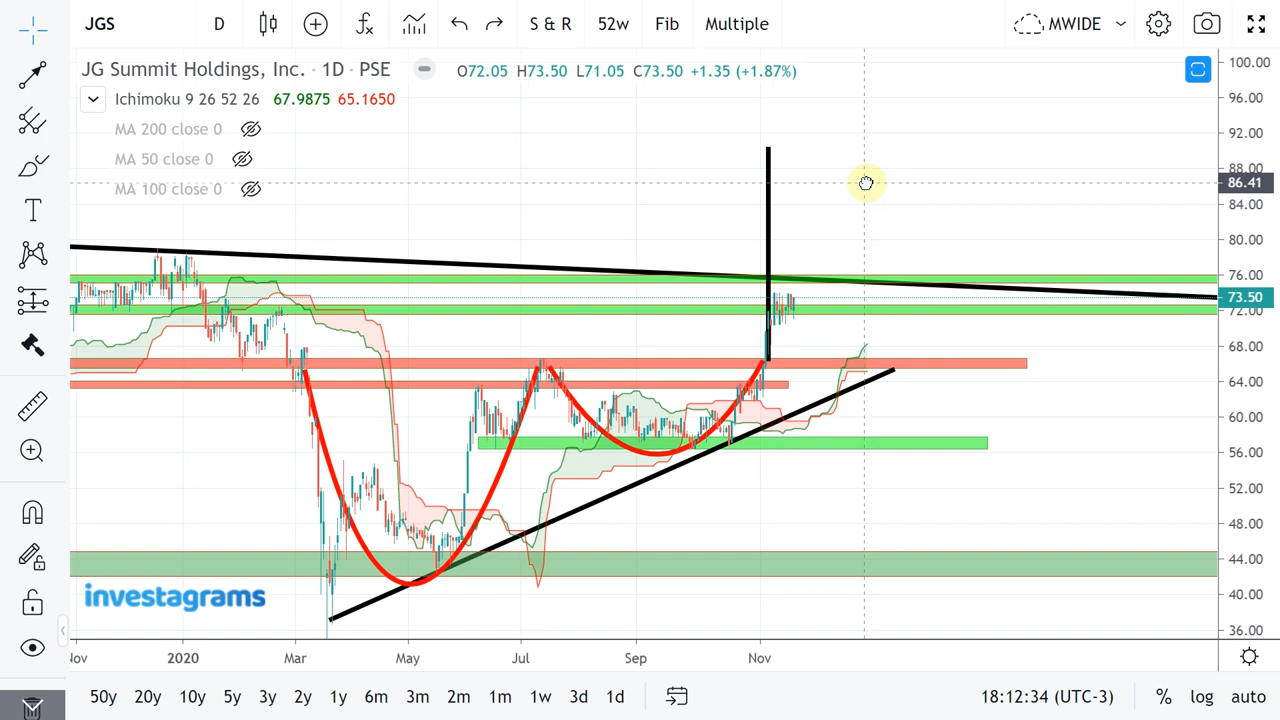 JGS D S & R 52w Fib Multiple MWIDE
JG Summit Holdings, Inc. · 1D · PSE O72.05 H73.50 L71.05 C73.50 +1.35 (+1.87%)
Ichimoku 9 26 52 26 67.9875 65.1650
MA 200 close 0
MA 50 close 0
MA 100 close 0
100.00
96.00
92.00
88.00
86.41
84.00
80.00
76.00
73.50
72.00
68.00
64.00
60.00
56.00
52.00
48.00
44.00
40.00
36.00
investagrams
Nov 2020 Mar May Jul Sep Nov
50y 20y 10y 5y 3y 2y 1y 6m 3m 2m 1m 1w 3d 1d 18:12:34 (UTC-3) % log auto